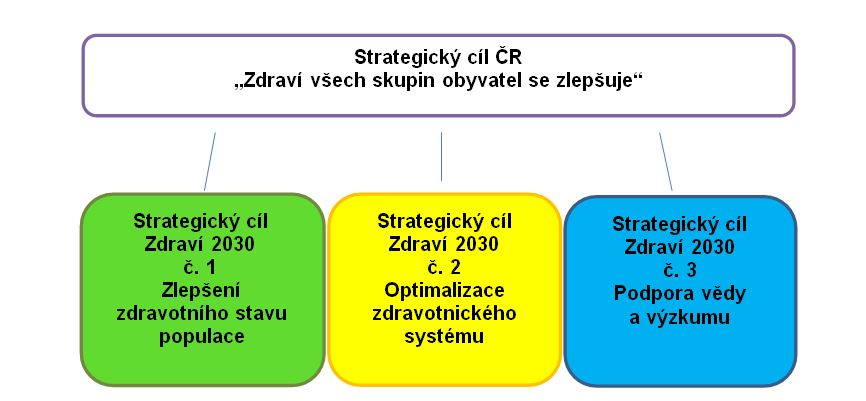 Strategický cíl ČR
„Zdraví všech skupin obyvatel se zlepšuje“
Strategický cíl
Zdraví 2030
č. 1
Zlepšení
zdravotního stavu
populace
Strategický cíl
Zdraví 2030
č. 2
Optimalizace
zdravotnického
systému
Strategický cíl
Zdraví 2030
č. 3
Podpora vědy
a výzkumu